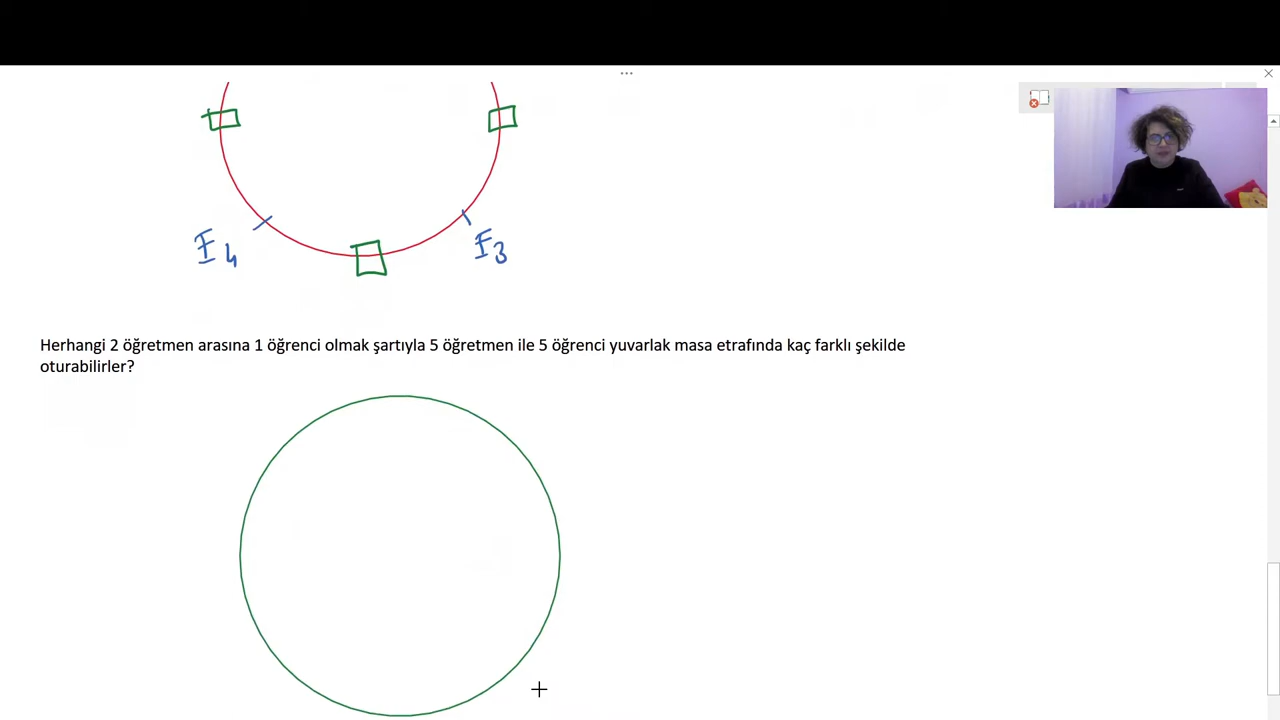 F4
F3
Herhangi 2 öğretmen arasına 1 öğrenci olmak şartıyla 5 öğretmen ile 5 öğrenci yuvarlak masa etrafında kaç farklı şekilde
oturabilirler?